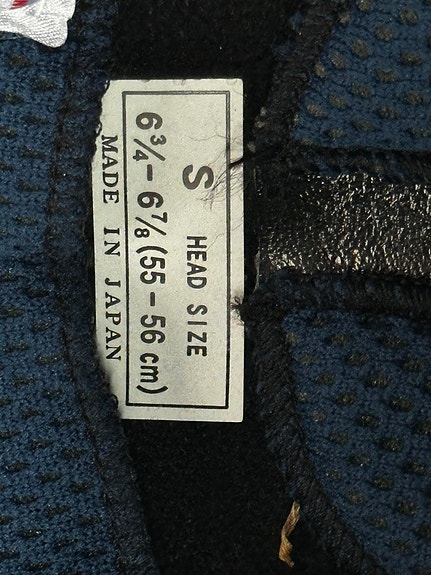 S HEAD SIZE
6¾-6⅞ (55-56 cm)
MADE IN JAPAN